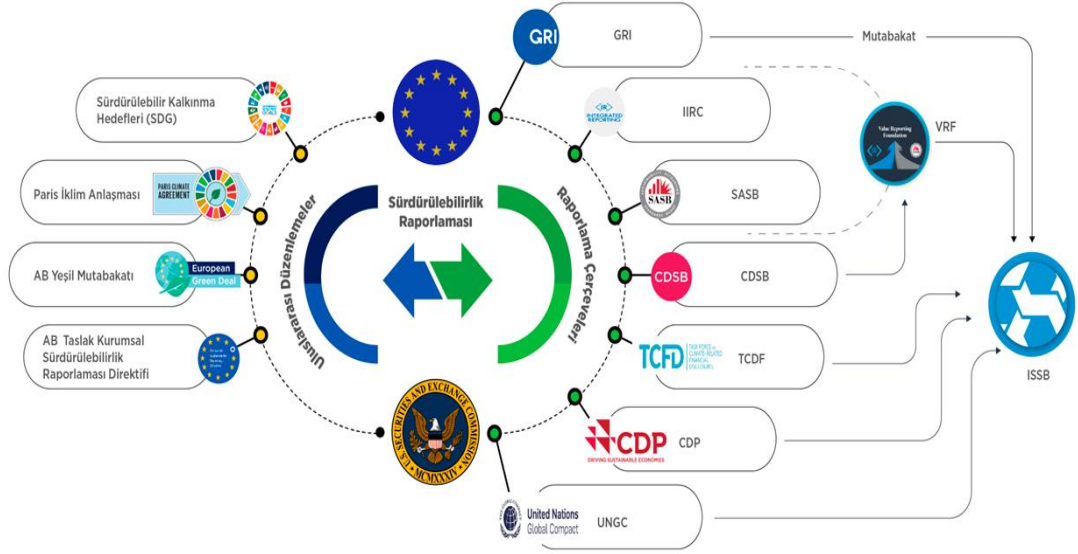 GRI
GRI
Mutabakat
Sürdürülebilir Kalkınma
Hedefleri (SDG)
INTEGRATED
REPORTING
IIRC
Value Reporting
Foundation
VRF
Paris İklim Anlaşması
PARIS CLIMATE
AGREEMENT
Uluslararası Düzenlemeler
Sürdürülebilirlik
Raporlaması
Raporlama Çerçeveleri
SASB
SASB
AB Yeşil Mutabakatı
European
Green Deal
CDSB
CDSB
AB Taslak Kurumsal
Sürdürülebilirlik
Raporlaması Direktifi
TCFD
TASK FORCE on
CLIMATE-RELATED
FINANCIAL
DISCLOSURES
TCDF
ISSB
U.S. SECURITIES AND EXCHANGE COMMISSION
MCMXXXIV
CDP
DRIVING SUSTAINABLE ECONOMIES
CDP
United Nations
Global Compact
UNGC